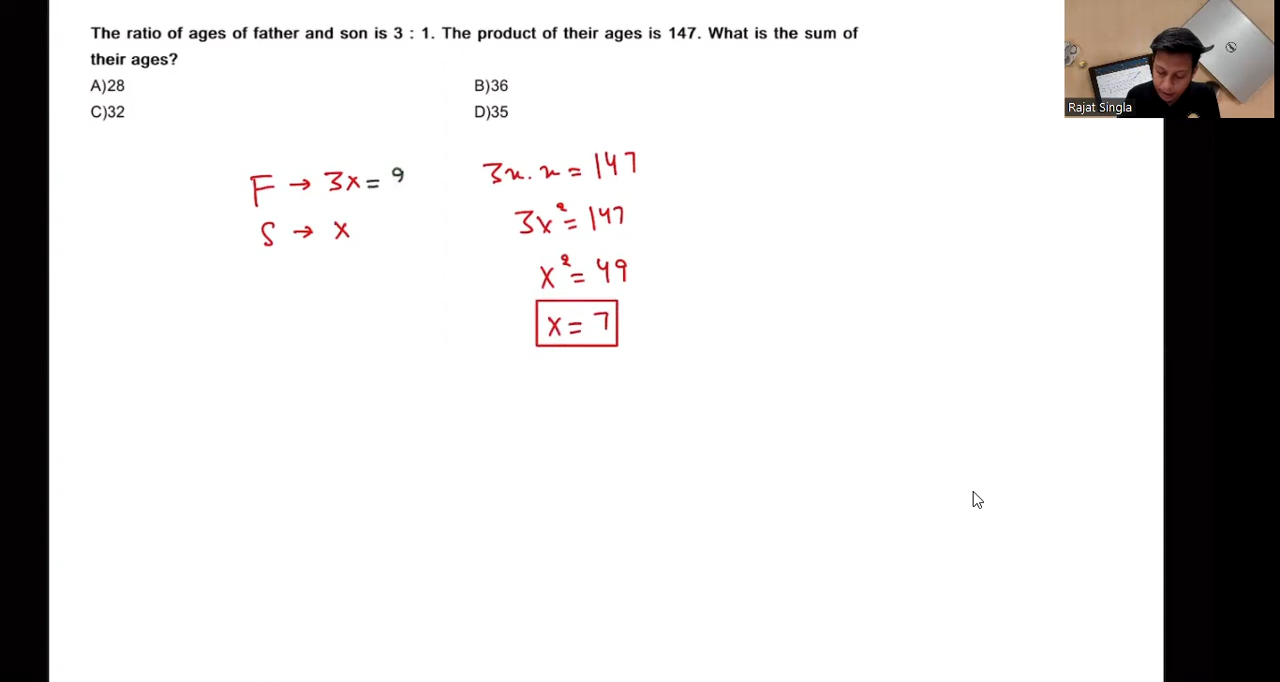 The ratio of ages of father and son is 3 : 1. The product of their ages is 147. What is the sum of
their ages?
A)28 B)36
C)32 D)35
Rajat Singla
F → 3x = 9
S → x
3x . x = 147
3x² = 147
x² = 49
x = 7